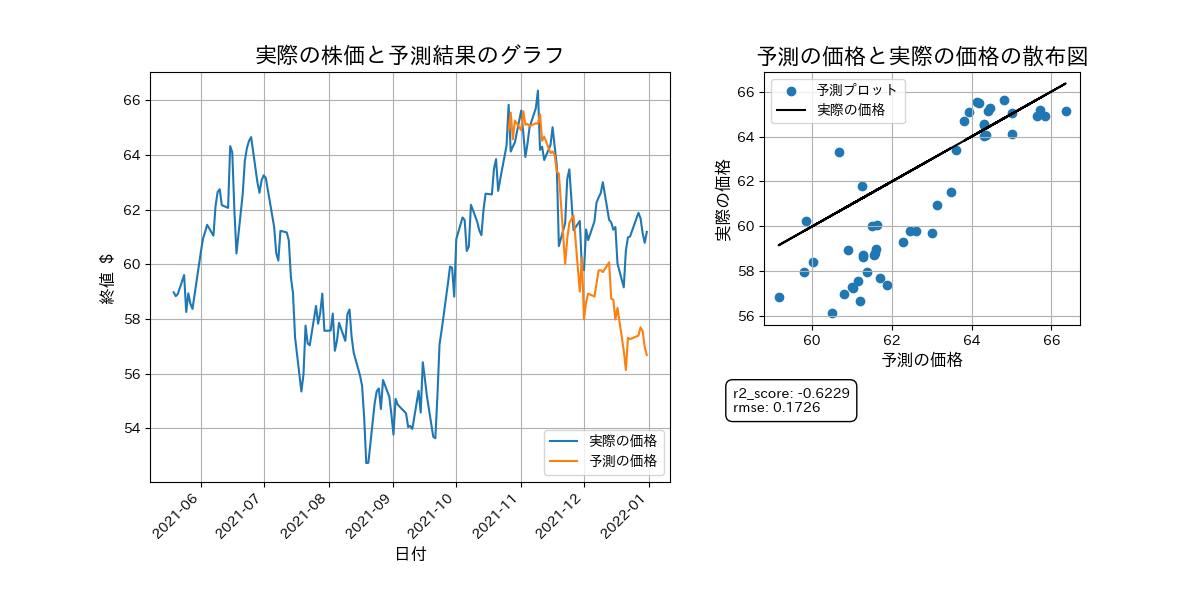 実際の株価と予測結果のグラフ
終値 $
66
64
62
60
58
56
54
2021-06
2021-07
2021-08
2021-09
2021-10
2021-11
2021-12
2022-01
日付
実際の価格
予測の価格
予測の価格と実際の価格の散布図
実際の価格
66
64
62
60
58
56
60
62
64
66
予測の価格
予測プロット
実際の価格
r2_score: -0.6229
rmse: 0.1726